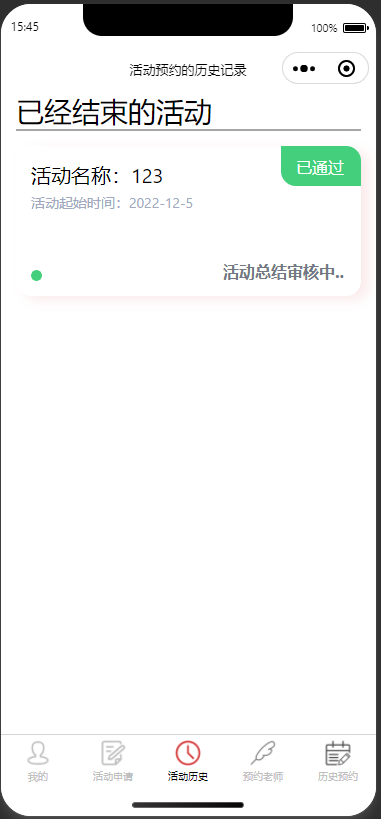 15:45
100%
活动预约的历史记录
已经结束的活动
已通过
活动名称：123
活动起始时间：2022-12-5
活动总结审核中..
我的
活动申请
活动历史
预约老师
历史预约